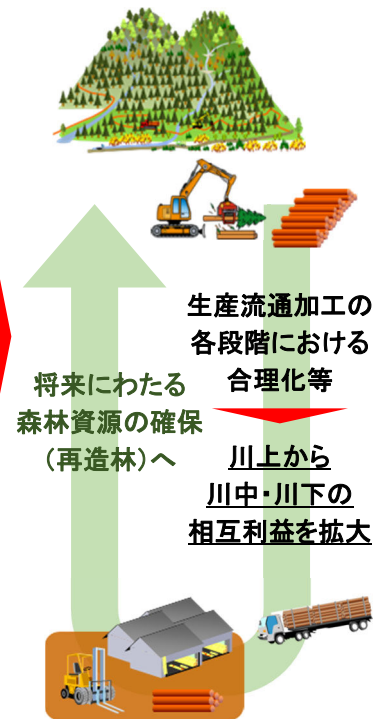 生産流通加工の
各段階における
合理化等
川上から
川中・川下の
相互利益を拡大
将来にわたる
森林資源の確保
（再造林）へ